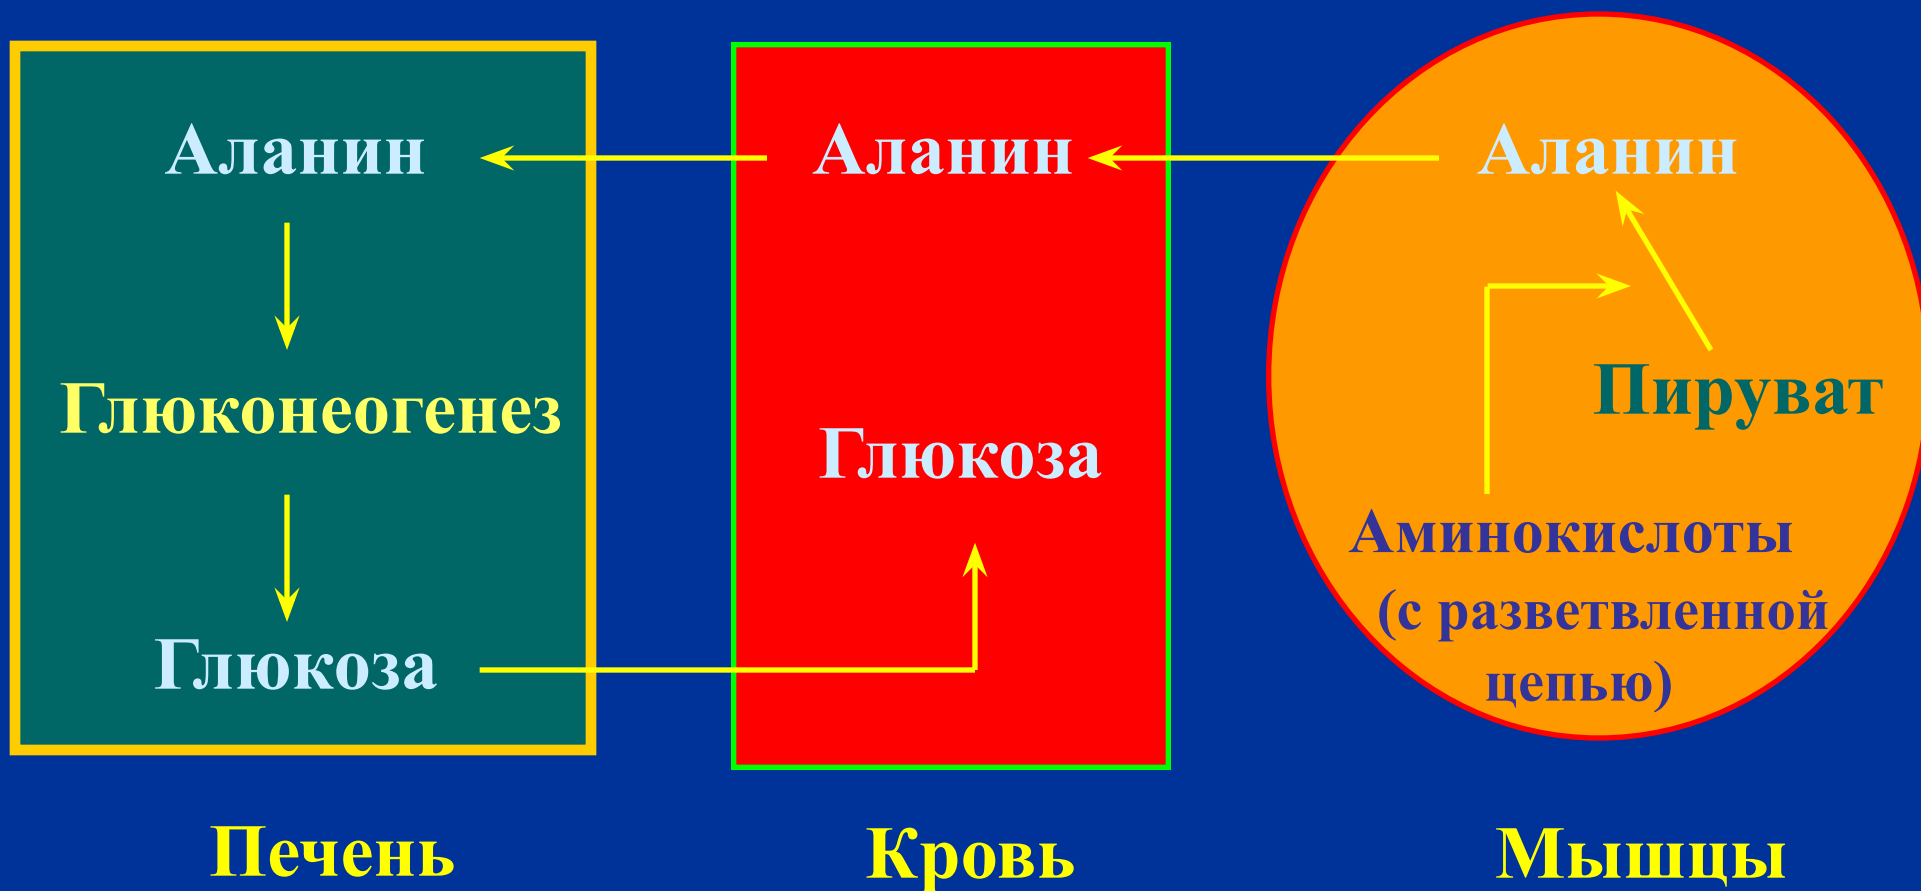 Аланин
Глюконеогенез
Глюкоза
Печень
Аланин
Глюкоза
Кровь
Аланин
Пируват
Аминокислоты
(с разветвленной
цепью)
Мышцы